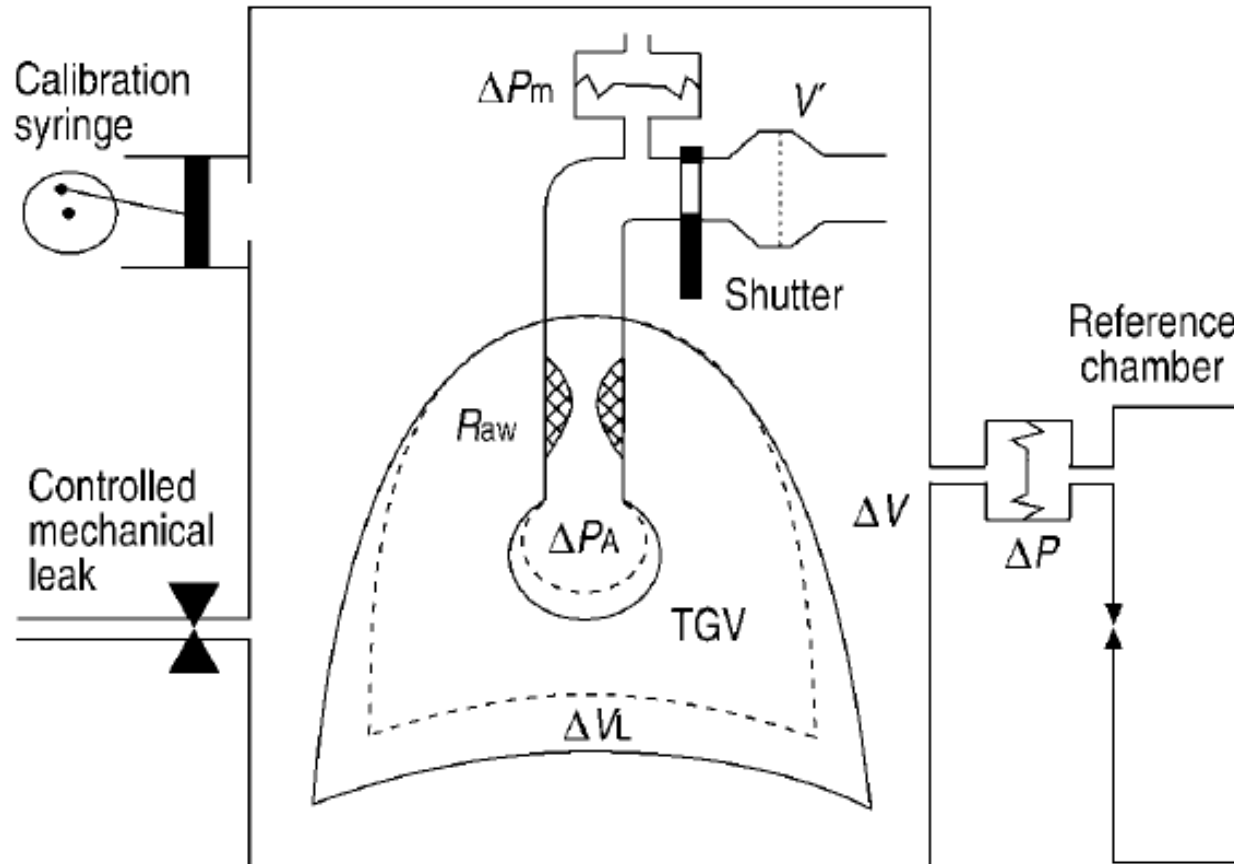 Calibration
syringe
ΔPm
V′
Shutter
Reference
chamber
Raw
Controlled
mechanical
leak
ΔPA
ΔV
ΔP
TGV
ΔVL